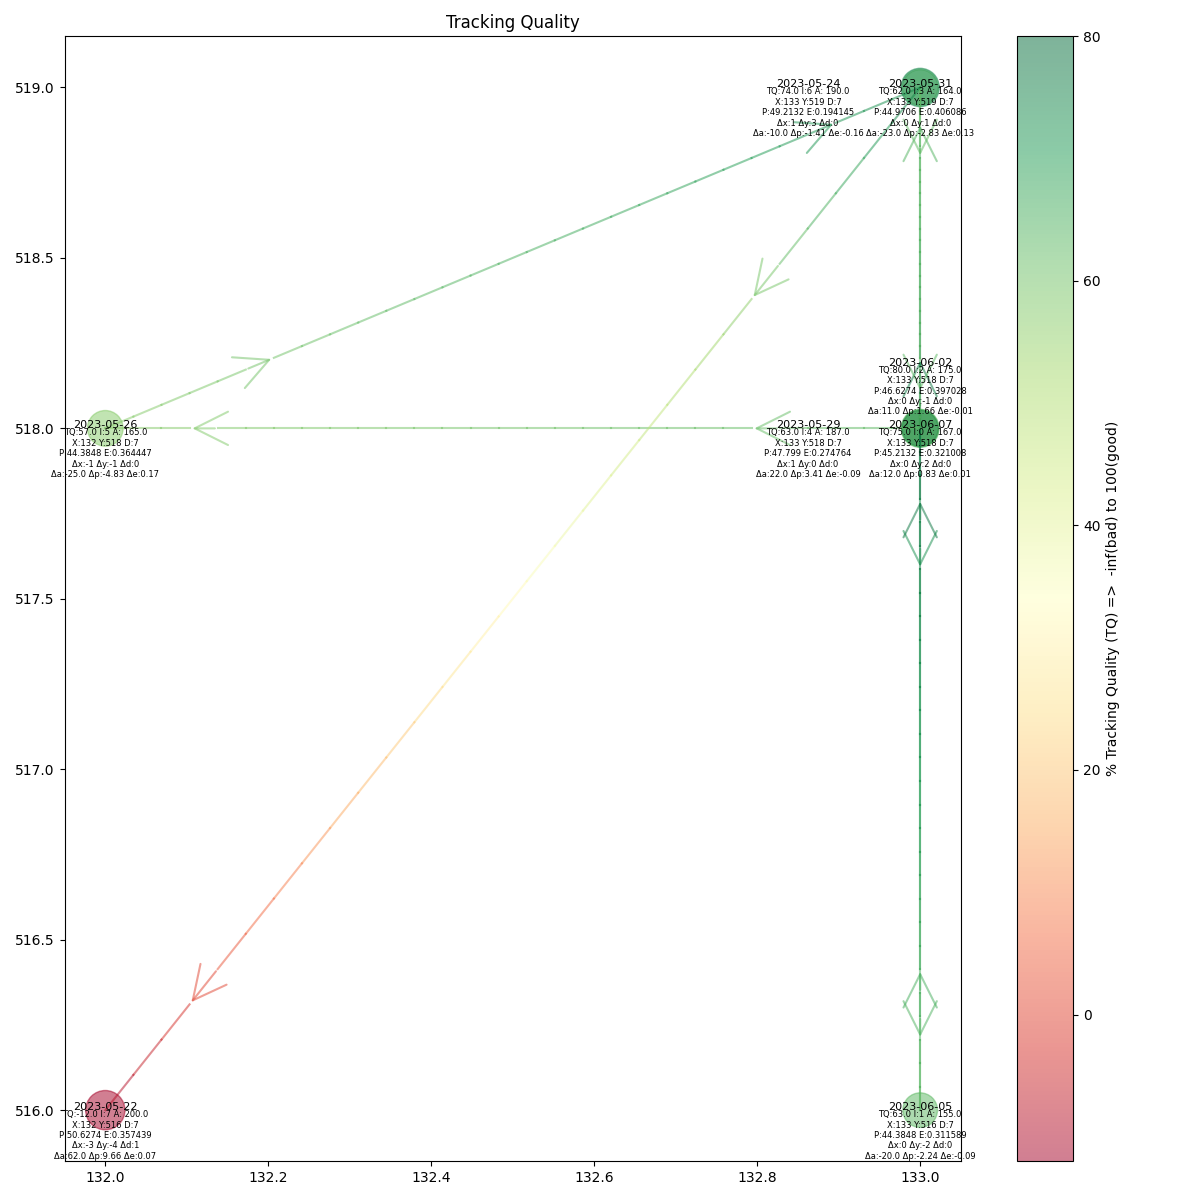 Tracking Quality
519.0
518.5
518.0
517.5
517.0
516.5
516.0
132.0
132.2
132.4
132.6
132.8
133.0
2023-05-24
TQ:74.0 I:6 A: 190.0
X:133 Y:519 D:7
P:49.2132 E:0.194145
Δx:1 Δy:3 Δd:0
Δa:-10.0 Δp:-1.41 Δe:-0.16
2023-05-31
TQ:62.0 I:3 A: 164.0
X:133 Y:519 D:7
P:44.9706 E:0.406086
Δx:0 Δy:1 Δd:0
Δa:-23.0 Δp:-2.83 Δe:0.13
2023-06-02
TQ:80.0 I:2 A: 175.0
X:133 Y:518 D:7
P:46.6274 E:0.397028
Δx:0 Δy:-1 Δd:0
Δa:11.0 Δp:1.66 Δe:-0.01
2023-05-26
TQ:57.0 I:5 A: 165.0
X:132 Y:518 D:7
P:44.3848 E:0.364447
Δx:-1 Δy:-1 Δd:0
Δa:-25.0 Δp:-4.83 Δe:0.17
2023-05-29
TQ:63.0 I:4 A: 187.0
X:133 Y:518 D:7
P:47.799 E:0.274764
Δx:1 Δy:0 Δd:0
Δa:22.0 Δp:3.41 Δe:-0.09
2023-06-07
TQ:75.0 I:0 A: 167.0
X:133 Y:518 D:7
P:45.2132 E:0.321008
Δx:0 Δy:2 Δd:0
Δa:12.0 Δp:0.83 Δe:0.01
2023-05-22
TQ:-12.0 I:7 A: 200.0
X:132 Y:516 D:7
P:50.6274 E:0.357439
Δx:-3 Δy:-4 Δd:1
Δa:62.0 Δp:9.66 Δe:0.07
2023-06-05
TQ:63.0 I:1 A: 155.0
X:133 Y:516 D:7
P:44.3848 E:0.311589
Δx:0 Δy:-2 Δd:0
Δa:-20.0 Δp:-2.24 Δe:-0.09
80
60
40
20
0
% Tracking Quality (TQ) => -inf(bad) to 100(good)